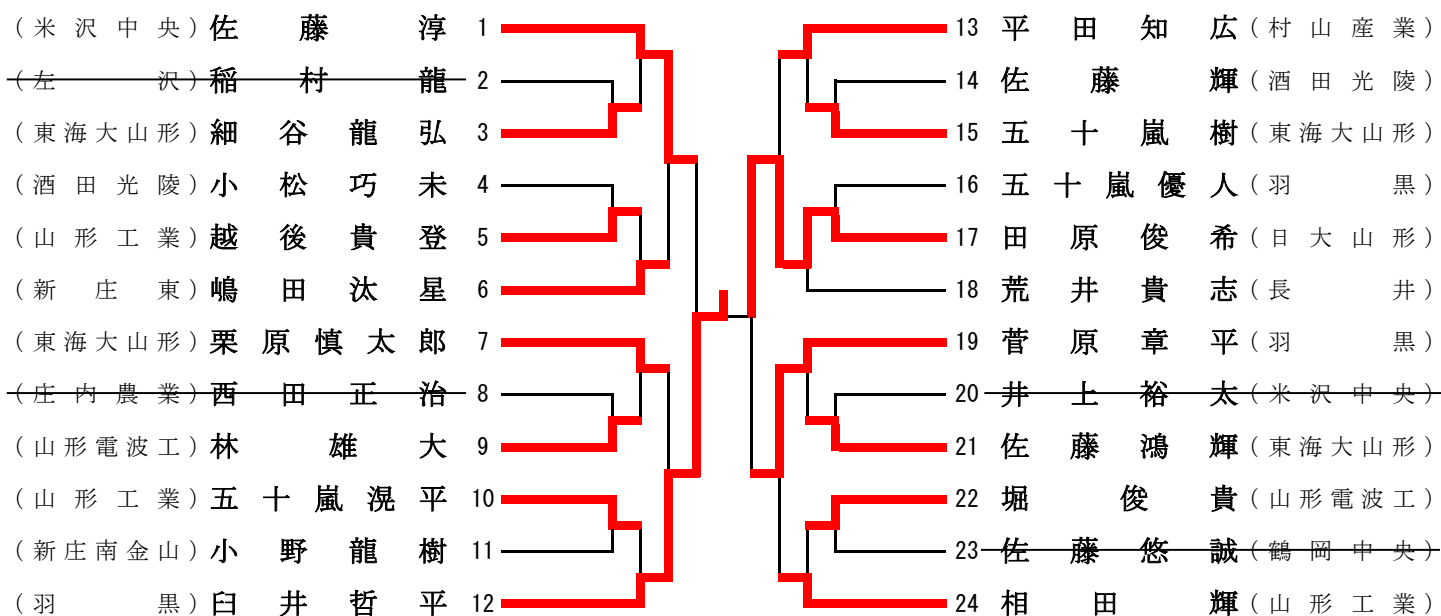 (米沢中央) 佐藤淳 1
(左沢) 稲村龍 2
(東海大山形) 細谷龍弘 3
(酒田光陵) 小松巧未 4
(山形工業) 越後貴登 5
(新庄東) 嶋田汰星 6
(東海大山形) 栗原慎太郎 7
(庄内農業) 西田正治 8
(山形電波工) 林雄大 9
(山形工業) 五十嵐滉平 10
(新庄南金山) 小野龍樹 11
(羽黒) 臼井哲平 12
13 平田知広 (村山産業)
14 佐藤輝 (酒田光陵)
15 五十嵐樹 (東海大山形)
16 五十嵐優人 (羽黒)
17 田原俊希 (日大山形)
18 荒井貴志 (長井)
19 菅原章平 (羽黒)
20 井上裕太 (米沢中央)
21 佐藤鴻輝 (東海大山形)
22 堀俊貴 (山形電波工)
23 佐藤悠誠 (鶴岡中央)
24 相田輝 (山形工業)